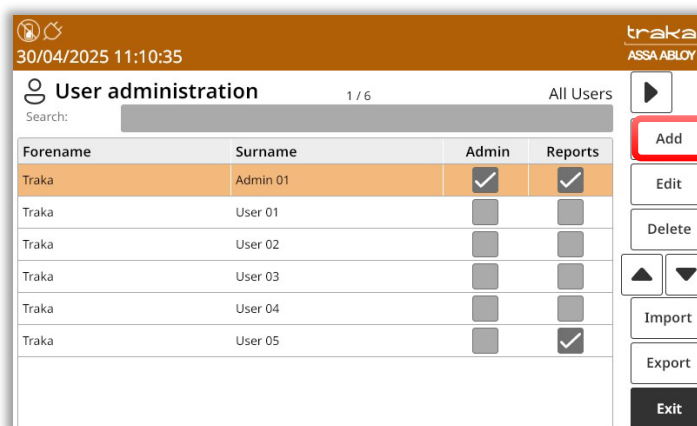 traka
30/04/2025 11:10:35
ASSA ABLOY
User administration 1 / 6 All Users
Search:
Add
Forename Surname Admin Reports
Traka Admin 01
Edit
Traka User 01
Delete
Traka User 02
Traka User 03
Traka User 04
Import
Traka User 05
Export
Exit